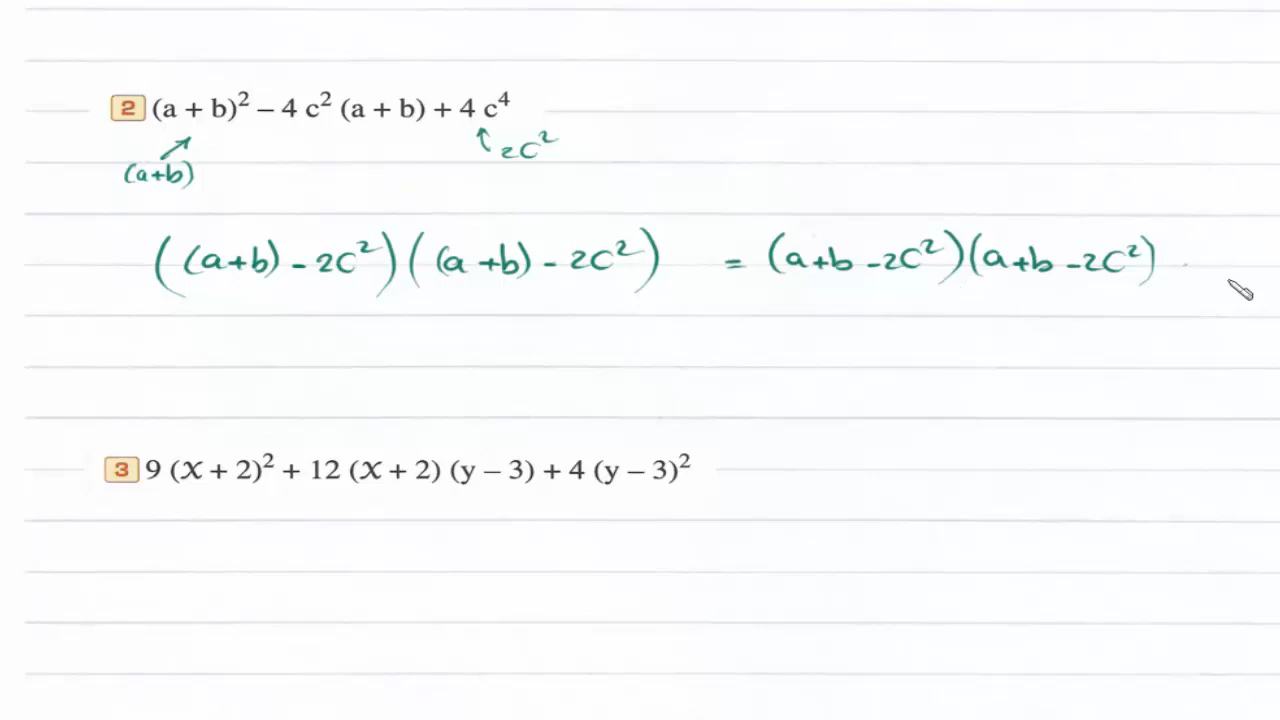 2 (a + b)² – 4 c² (a + b) + 4 c⁴
(a+b) 2C²
((a+b) - 2C²)((a+b) - 2C²) = (a+b -2C²)(a+b -2C²)
3 9 (X + 2)² + 12 (X + 2) (y – 3) + 4 (y – 3)²